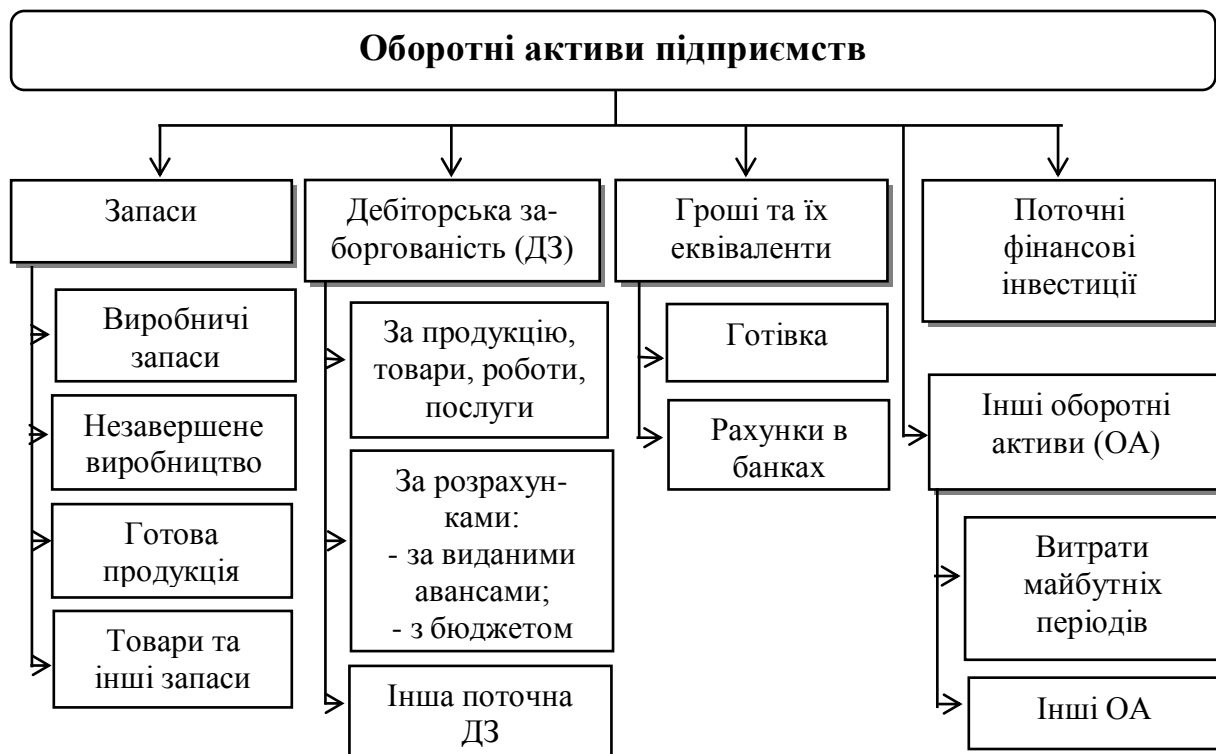 Оборотні активи підприємств
Запаси
Виробничі
запаси
Незавершене
виробництво
Готова
продукція
Товари та
інші запаси
Дебіторська за-
боргованість (ДЗ)
За продукцію,
товари, роботи,
послуги
За розрахун-
ками:
- за виданими
авансами;
- з бюджетом
Інша поточна
ДЗ
Гроші та їх
еквіваленти
Готівка
Рахунки в
банках
Поточні
фінансові
інвестиції
Інші оборотні
активи (ОА)
Витрати
майбутніх
періодів
Інші ОА